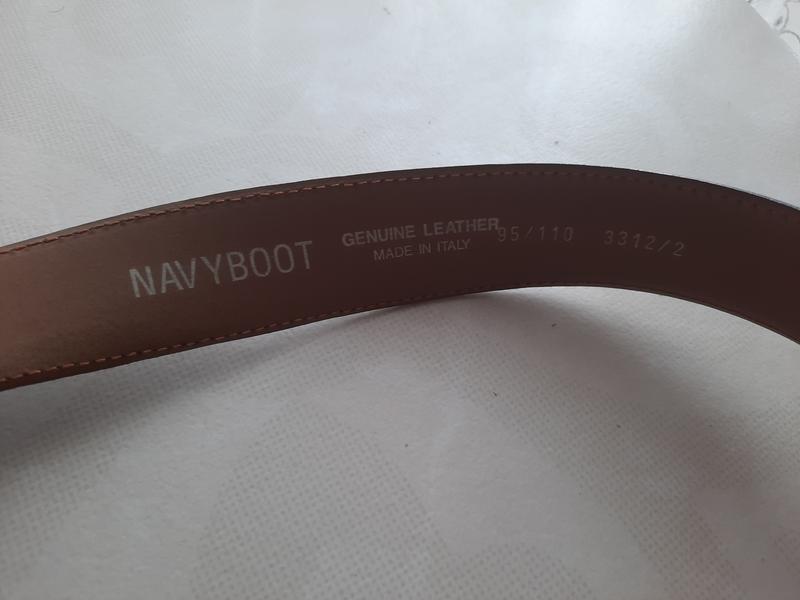 NAVYBOOT
GENUINE LEATHER
MADE IN ITALY
95/110 3312/2